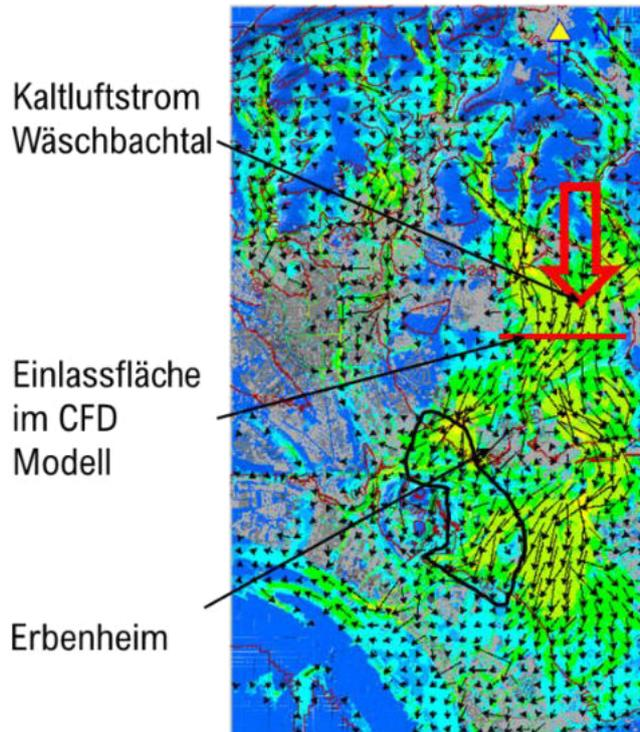 Kaltluftstrom
Wäschbachtal
Einlassfläche
im CFD
Modell
Erbenheim